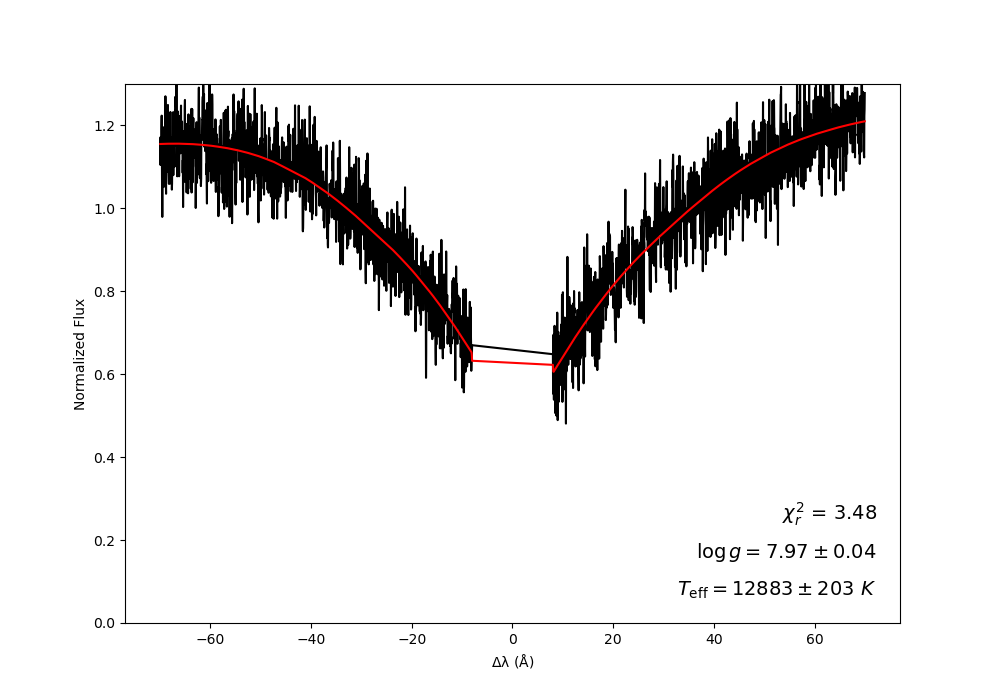 1.2
1.0
0.8
0.6
0.4
0.2
0.0
Normalized Flux
χ²ᵣ = 3.48
log g = 7.97 ± 0.04
T_eff = 12883 ± 203 K
−60 −40 −20 0 20 40 60
Δλ (Å)